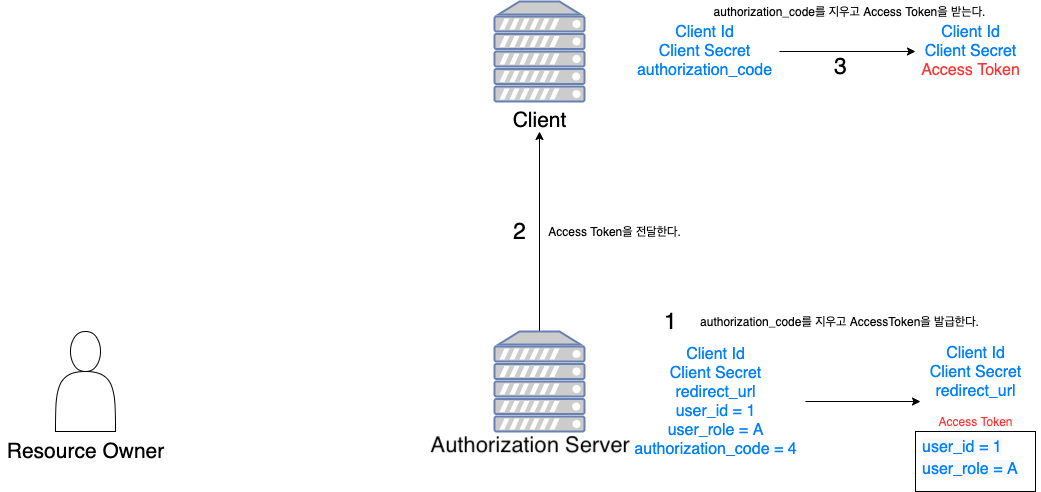 authorization_code를 지우고 Access Token을 받는다.
Client Id
Client Secret
authorization_code
3
Client Id
Client Secret
Access Token
Client
2
Access Token을 전달한다.
1
authorization_code를 지우고 AccessToken을 발급한다.
Client Id
Client Secret
redirect_url
user_id = 1
user_role = A
authorization_code = 4
Client Id
Client Secret
redirect_url
Access Token
user_id = 1
user_role = A
Authorization Server
Resource Owner